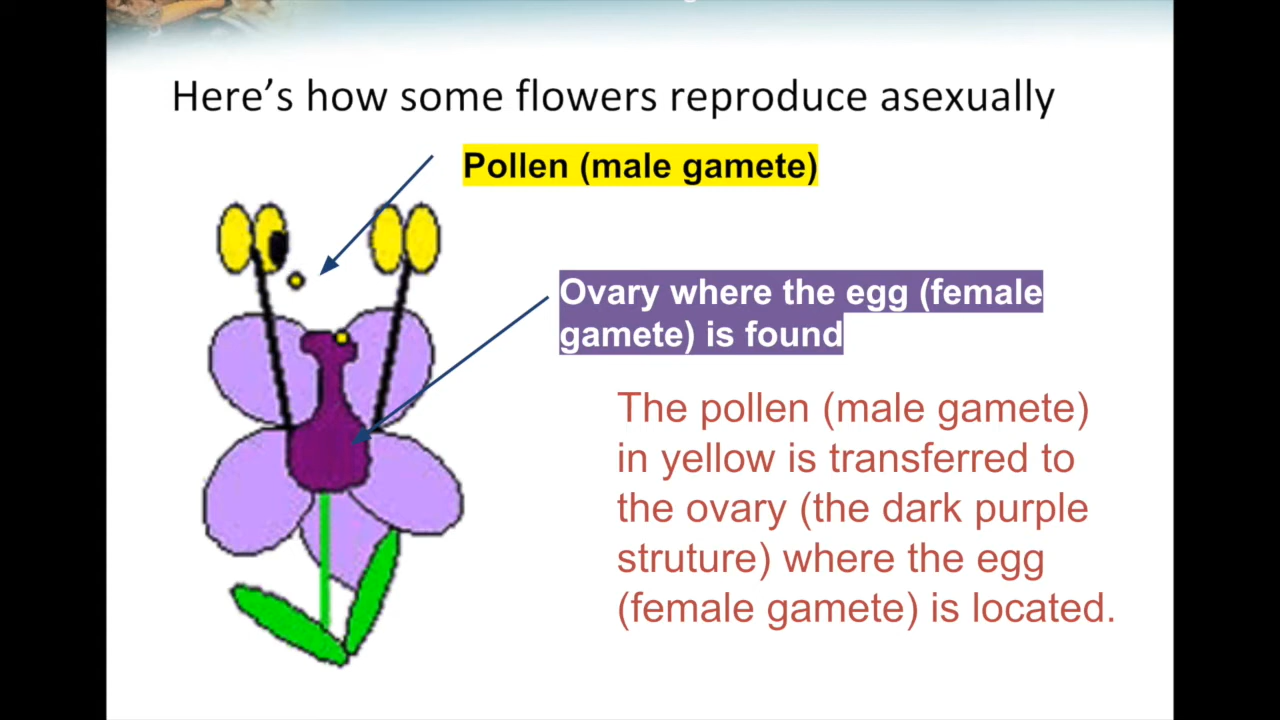 Here's how some flowers reproduce asexually
Pollen (male gamete)
Ovary where the egg (female
gamete) is found
The pollen (male gamete)
in yellow is transferred to
the ovary (the dark purple
struture) where the egg
(female gamete) is located.